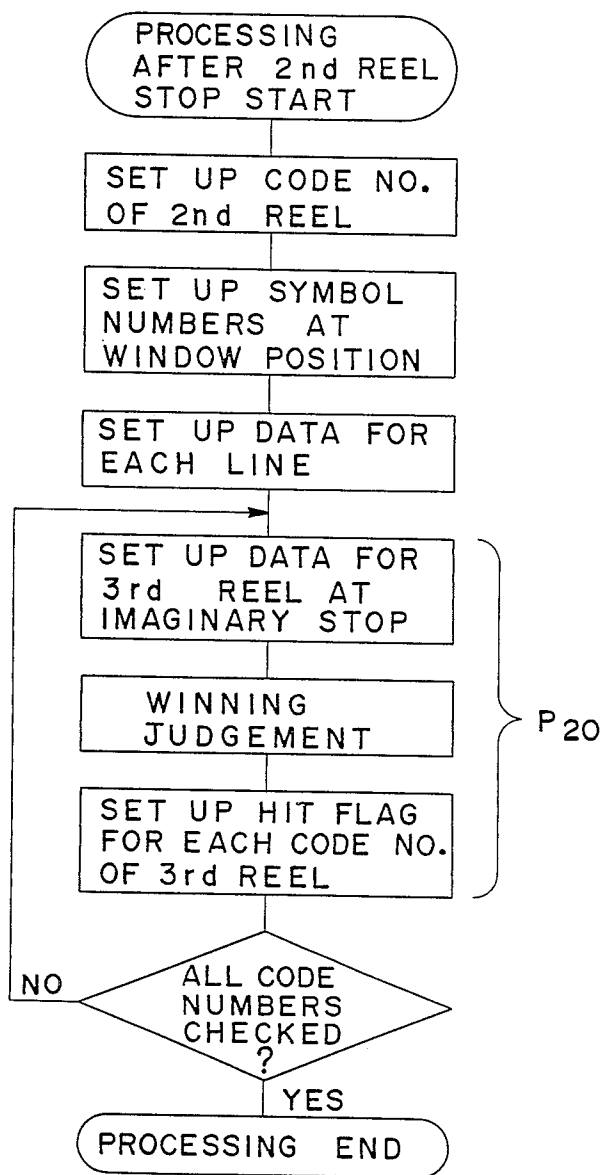 PROCESSING
AFTER 2nd REEL
STOP START
SET UP CODE NO.
OF 2nd REEL
SET UP SYMBOL
NUMBERS AT
WINDOW POSITION
SET UP DATA FOR
EACH LINE
SET UP DATA FOR
3rd REEL AT
IMAGINARY STOP
WINNING
JUDGEMENT
P20
SET UP HIT FLAG
FOR EACH CODE NO.
OF 3rd REEL
NO
ALL CODE
NUMBERS
CHECKED
?
YES
PROCESSING END